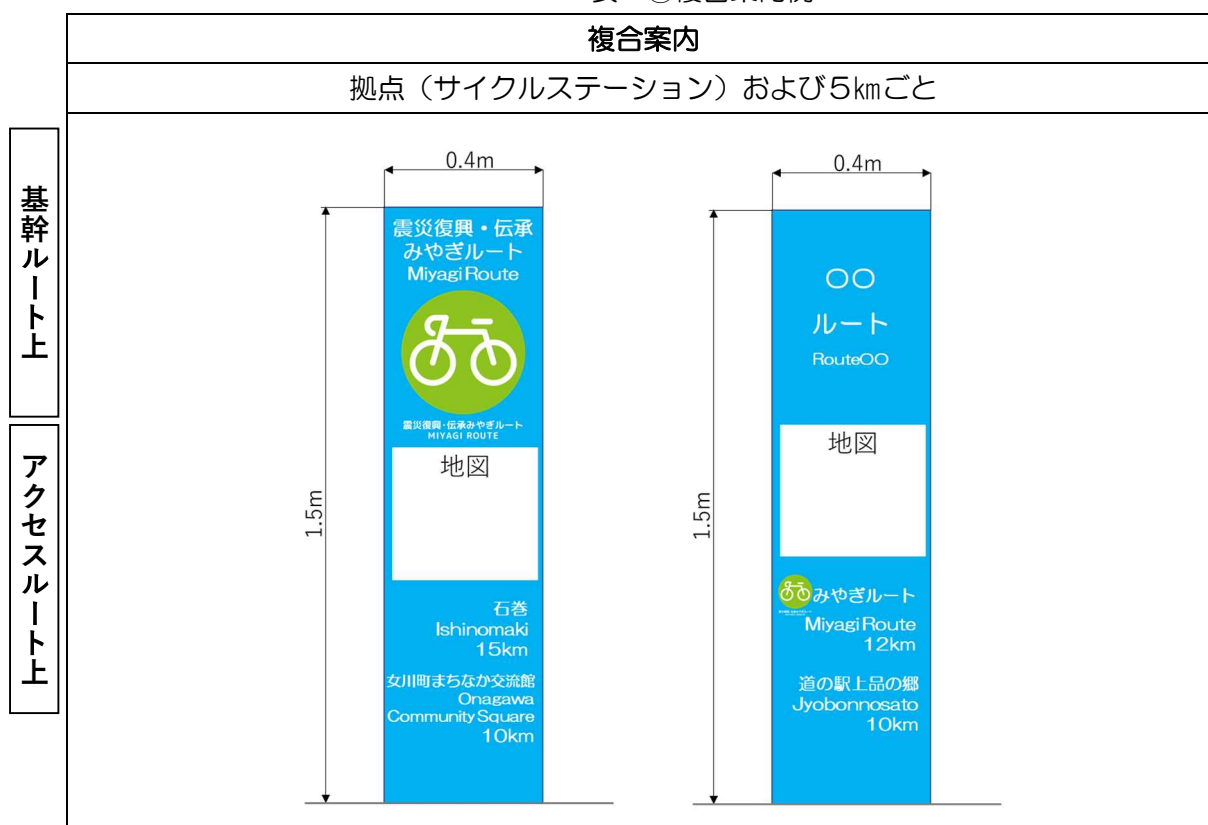 複合案内
拠点（サイクルステーション）および5㎞ごと
基幹ルート上
アクセスルート上
0.4m
1.5m
震災復興・伝承
みやぎルート
Miyagi Route
震災復興・伝承みやぎルート
MIYAGI ROUTE
地図
石巻
Ishinomaki
15km
女川町まちなか交流館
Onagawa
Community Square
10km
0.4m
1.5m
〇〇
ルート
Route〇〇
地図
みやぎルート
Miyagi Route
12km
道の駅上品の郷
Jyobonnosato
10km